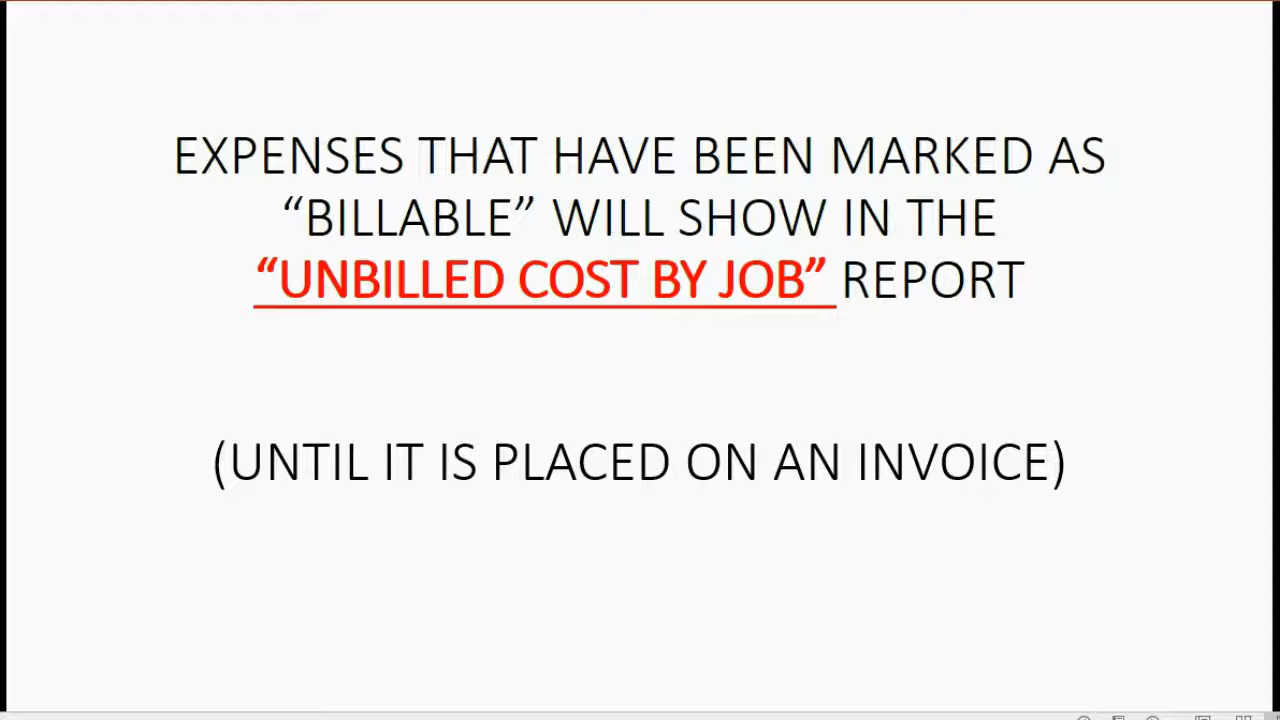 EXPENSES THAT HAVE BEEN MARKED AS
“BILLABLE” WILL SHOW IN THE
“UNBILLED COST BY JOB” REPORT
(UNTIL IT IS PLACED ON AN INVOICE)